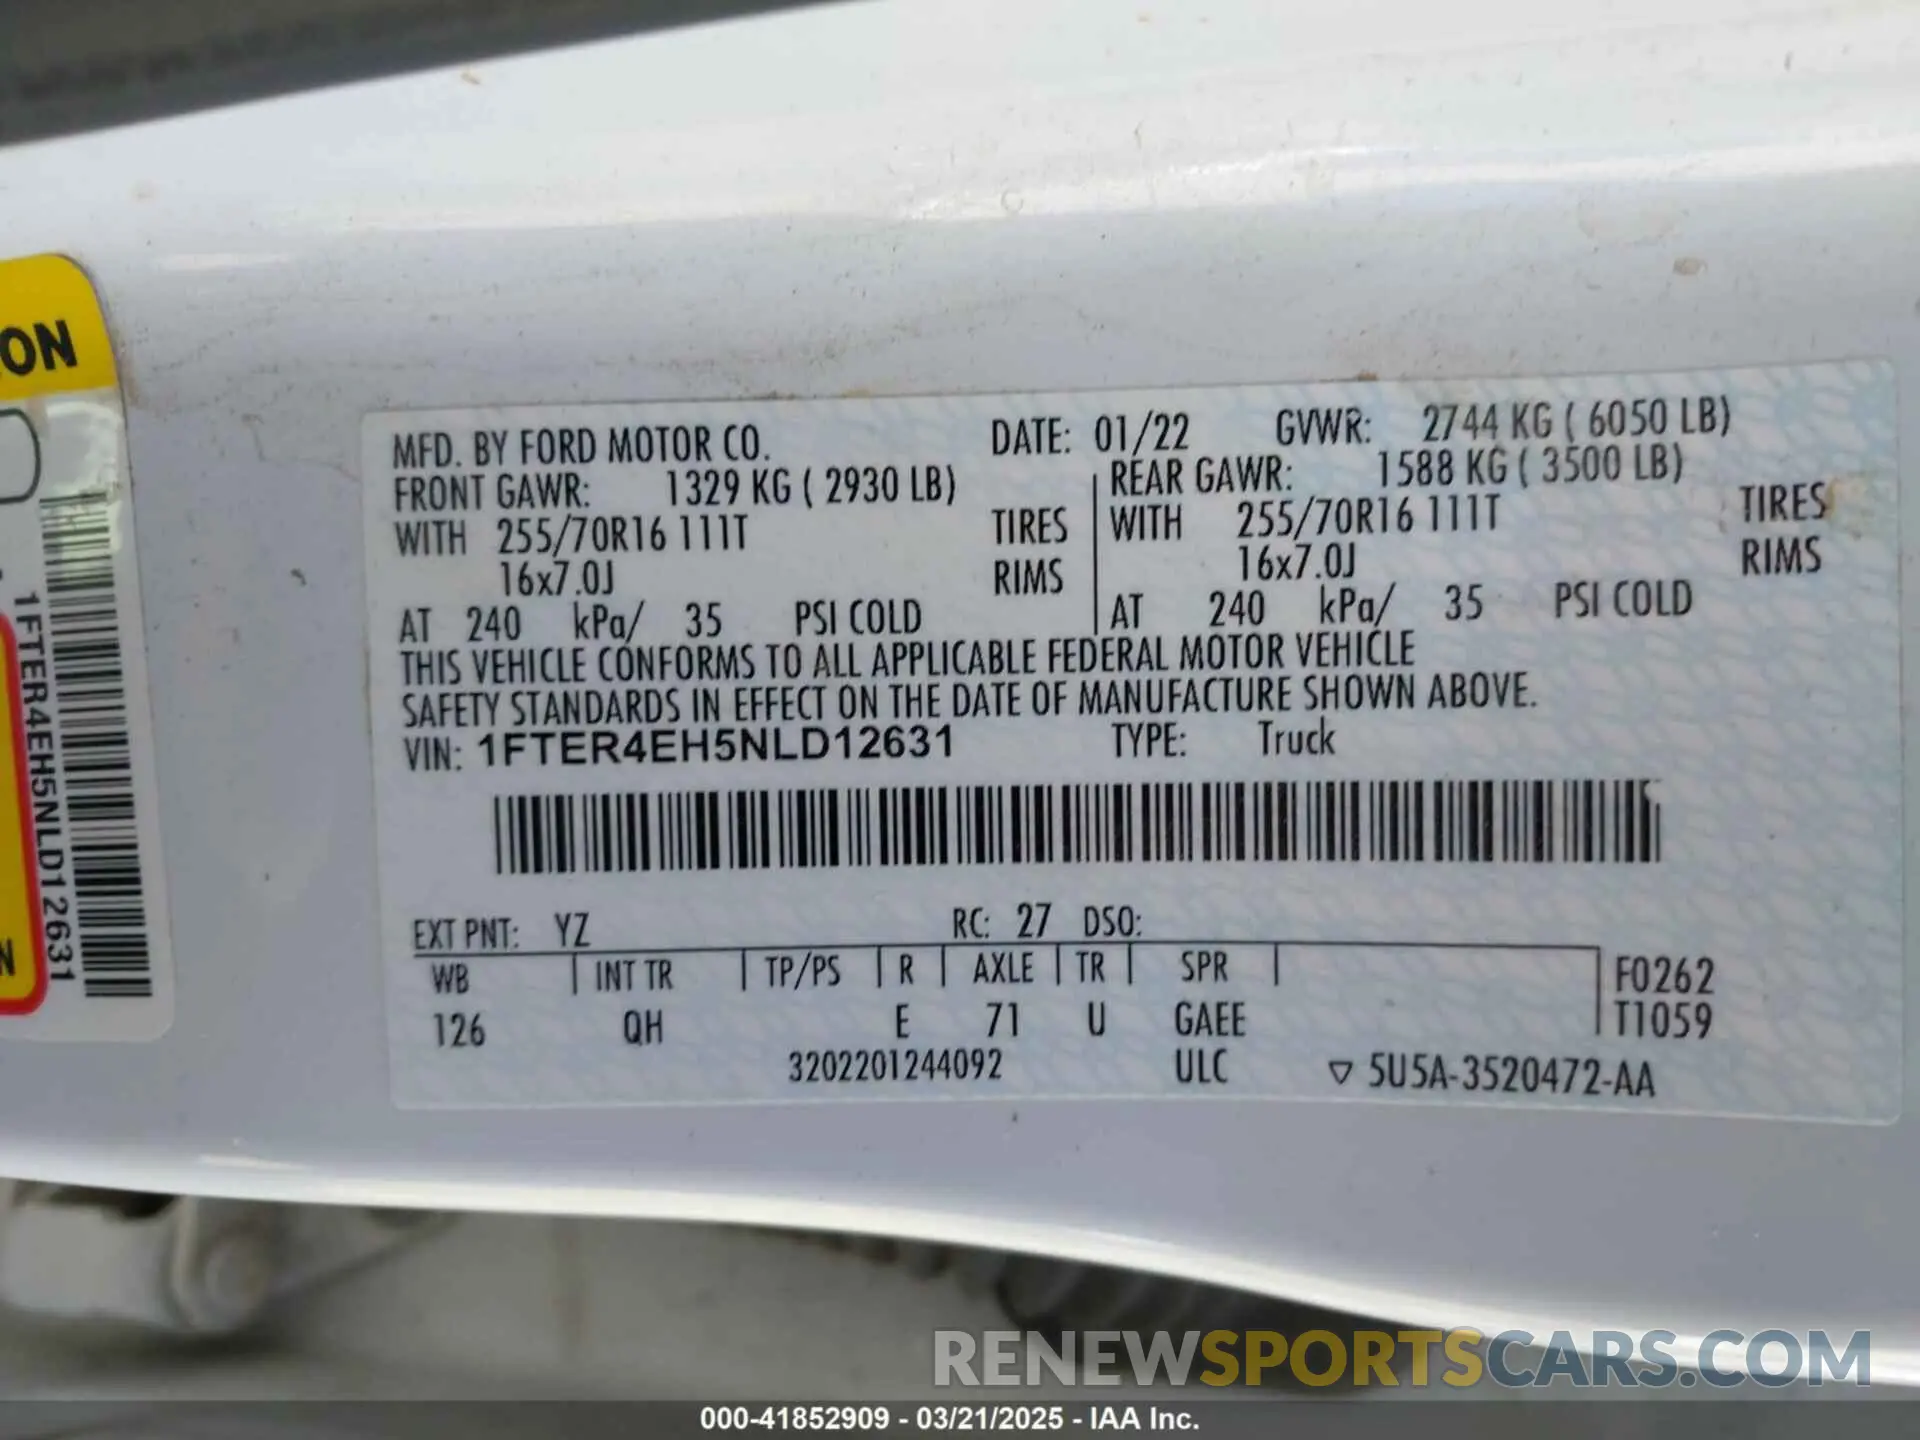 ON
1FTER4EH5NLD12631
N
MFD. BY FORD MOTOR CO. DATE: 01/22 GVWR: 2744 KG ( 6050 LB)
FRONT GAWR: 1329 KG ( 2930 LB) REAR GAWR: 1588 KG ( 3500 LB)
WITH 255/70R16 111T TIRES WITH 255/70R16 111T TIRES
16x7.0J RIMS 16x7.0J RIMS
AT 240 kPa/ 35 PSI COLD AT 240 kPa/ 35 PSI COLD
THIS VEHICLE CONFORMS TO ALL APPLICABLE FEDERAL MOTOR VEHICLE
SAFETY STANDARDS IN EFFECT ON THE DATE OF MANUFACTURE SHOWN ABOVE.
VIN: 1FTER4EH5NLD12631 TYPE: Truck
EXT PNT: YZ RC: 27 DSO:
WB INT TR TP/PS R AXLE TR SPR F0262
126 QH E 71 U GAEE T1059
3202201244092 ULC ▽ 5U5A-3520472-AA
RENEWSPORTSCARS.COM
000-41852909 - 03/21/2025 - IAA Inc.